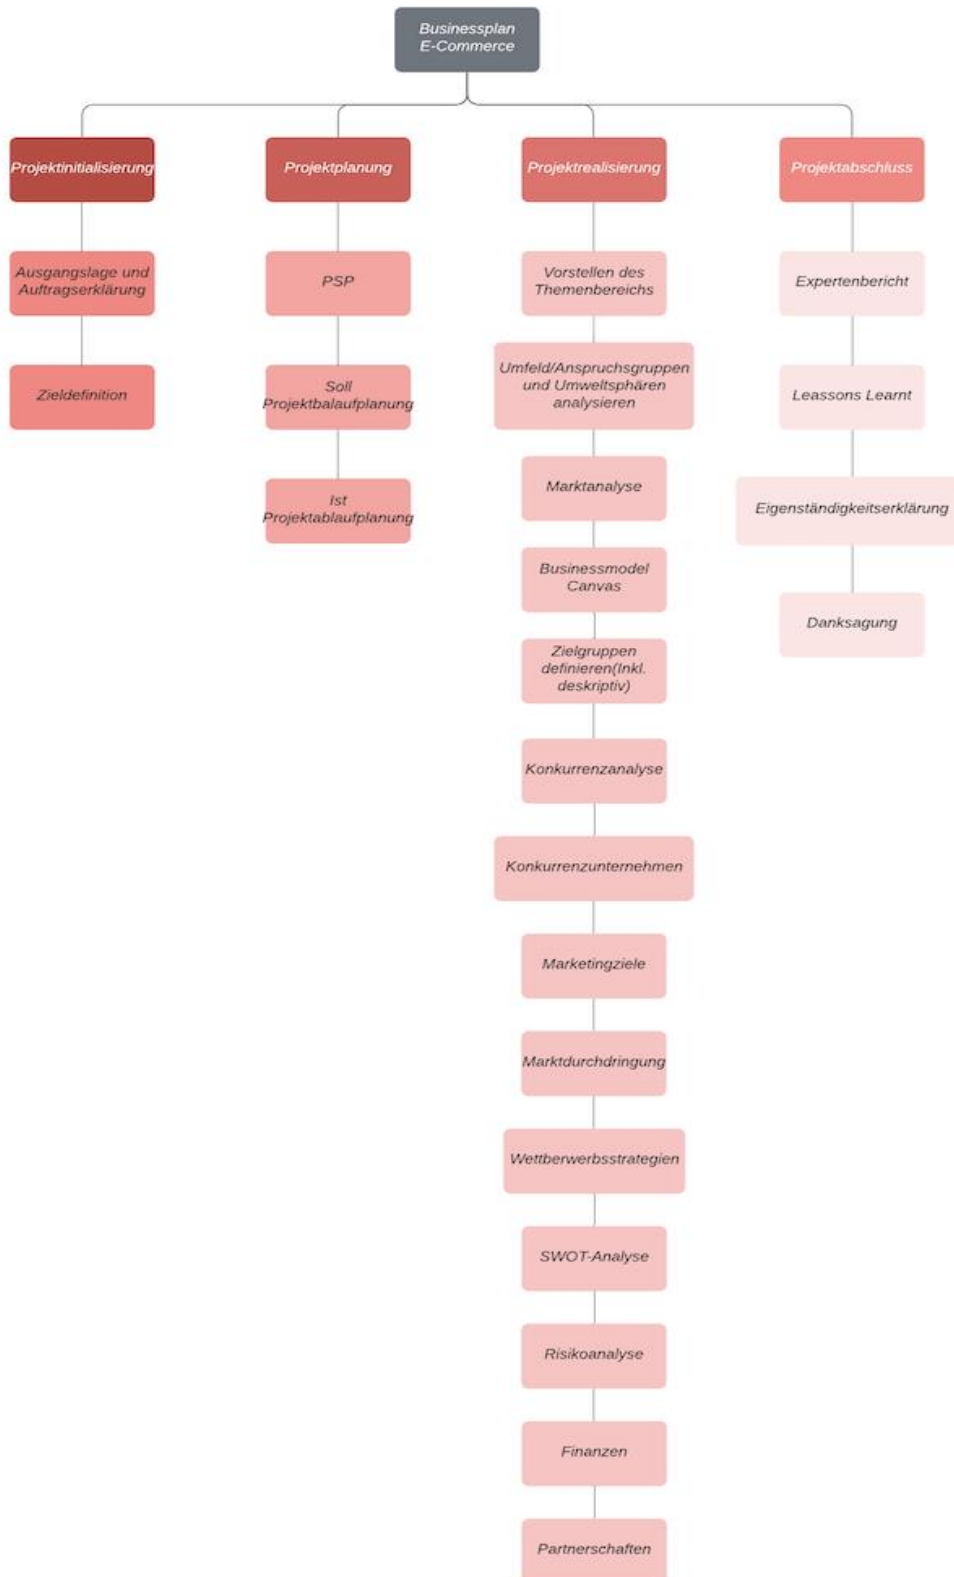 Businessplan
E-Commerce
Projektinitialisierung
Projektplanung
Projektrealisierung
Projektabschluss
Ausgangslage und
Auftragserklärung
Zieldefinition
PSP
Soll
Projektbalaufplanung
Ist
Projektablaufplanung
Vorstellen des
Themenbereichs
Umfeld/Anspruchsgruppen
und Umweltsphären
analysieren
Marktanalyse
Businessmodel
Canvas
Zielgruppen
definieren(Inkl.
deskriptiv)
Konkurrenzanalyse
Konkurrenzunternehmen
Marketingziele
Marktdurchdringung
Wettberwerbsstrategien
SWOT-Analyse
Risikoanalyse
Finanzen
Partnerschaften
Expertenbericht
Leassons Learnt
Eigenständigkeitserklärung
Danksagung